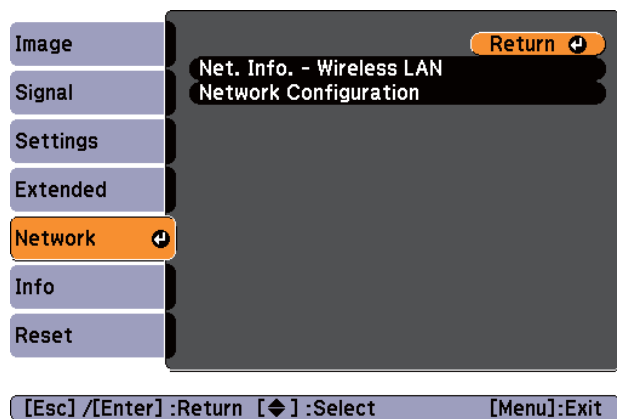 Image
Signal
Settings
Extended
Network
Info
Reset
Return
Net. Info. - Wireless LAN
Network Configuration
[Esc] /[Enter] :Return [◆] :Select [Menu]:Exit